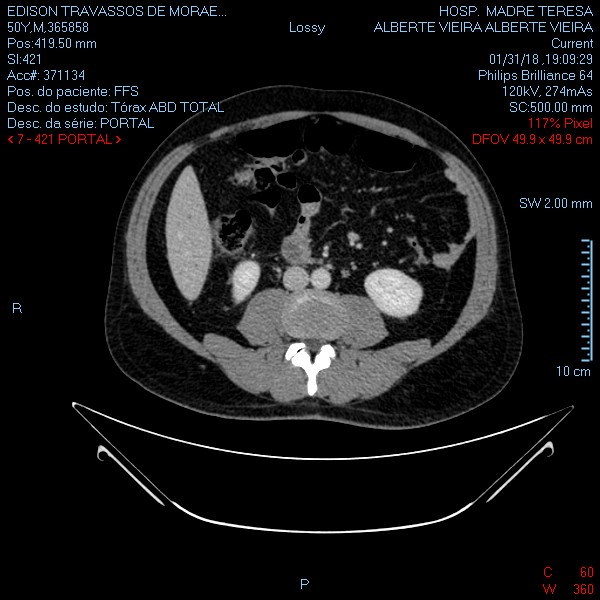 EDISON TRAVASSOS DE MORAE...
50Y,M,365858
Pos:419.50 mm
Sl:421
Acc#: 371134
Pos. do paciente: FFS
Desc. do estudo: Tórax ABD TOTAL
Desc. da série: PORTAL
< 7 - 421 PORTAL >
Lossy
HOSP. MADRE TERESA
ALBERTE VIEIRA ALBERTE VIEIRA
Current
01/31/18 ,19:09:29
Philips Brilliance 64
120kV, 274mAs
SC:500.00 mm
117% Pixel
DFOV 49.9 x 49.9 cm
SW 2.00 mm
R
10 cm
P
C 60
W 360